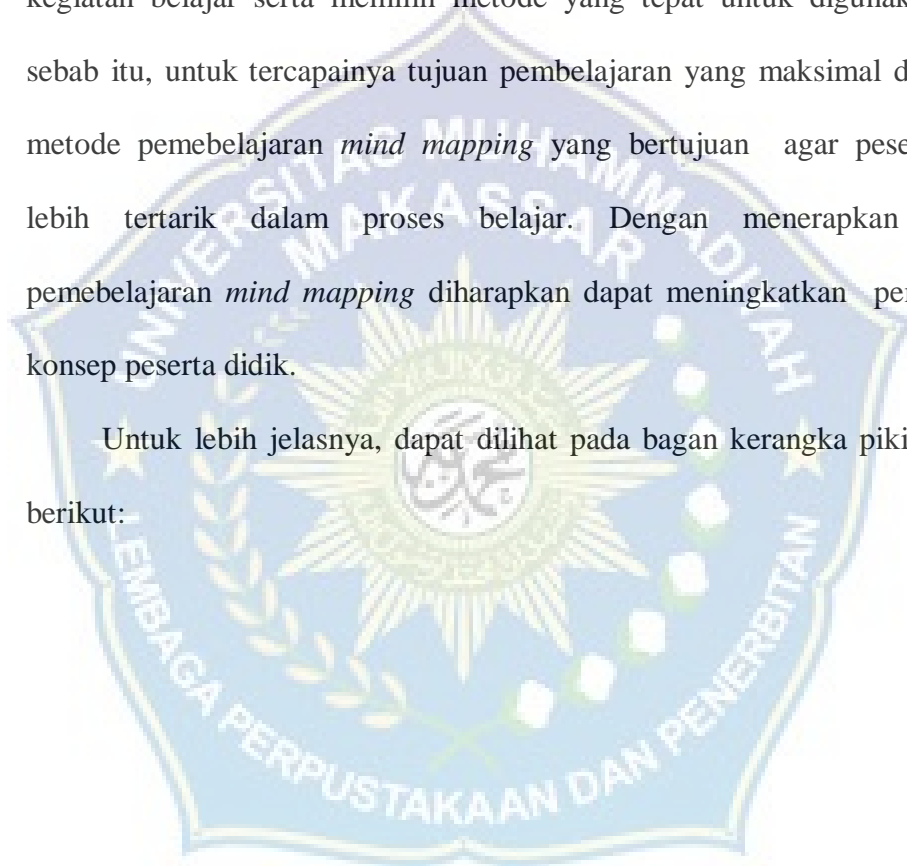 kegiatan belajar serta memilih metode yang tepat untuk digunak
sebab itu, untuk tercapainya tujuan pembelajaran yang maksimal d
metode pemebelajaran mind mapping yang bertujuan agar pese
lebih tertarik dalam proses belajar. Dengan menerapkan
pemebelajaran mind mapping diharapkan dapat meningkatkan per
konsep peserta didik.
Untuk lebih jelasnya, dapat dilihat pada bagan kerangka piki
berikut:
UNIVERSITAS MUHAMMADIYAH
MAKASSAR
LEMBAGA PERPUSTAKAAN DAN PENERBITAN